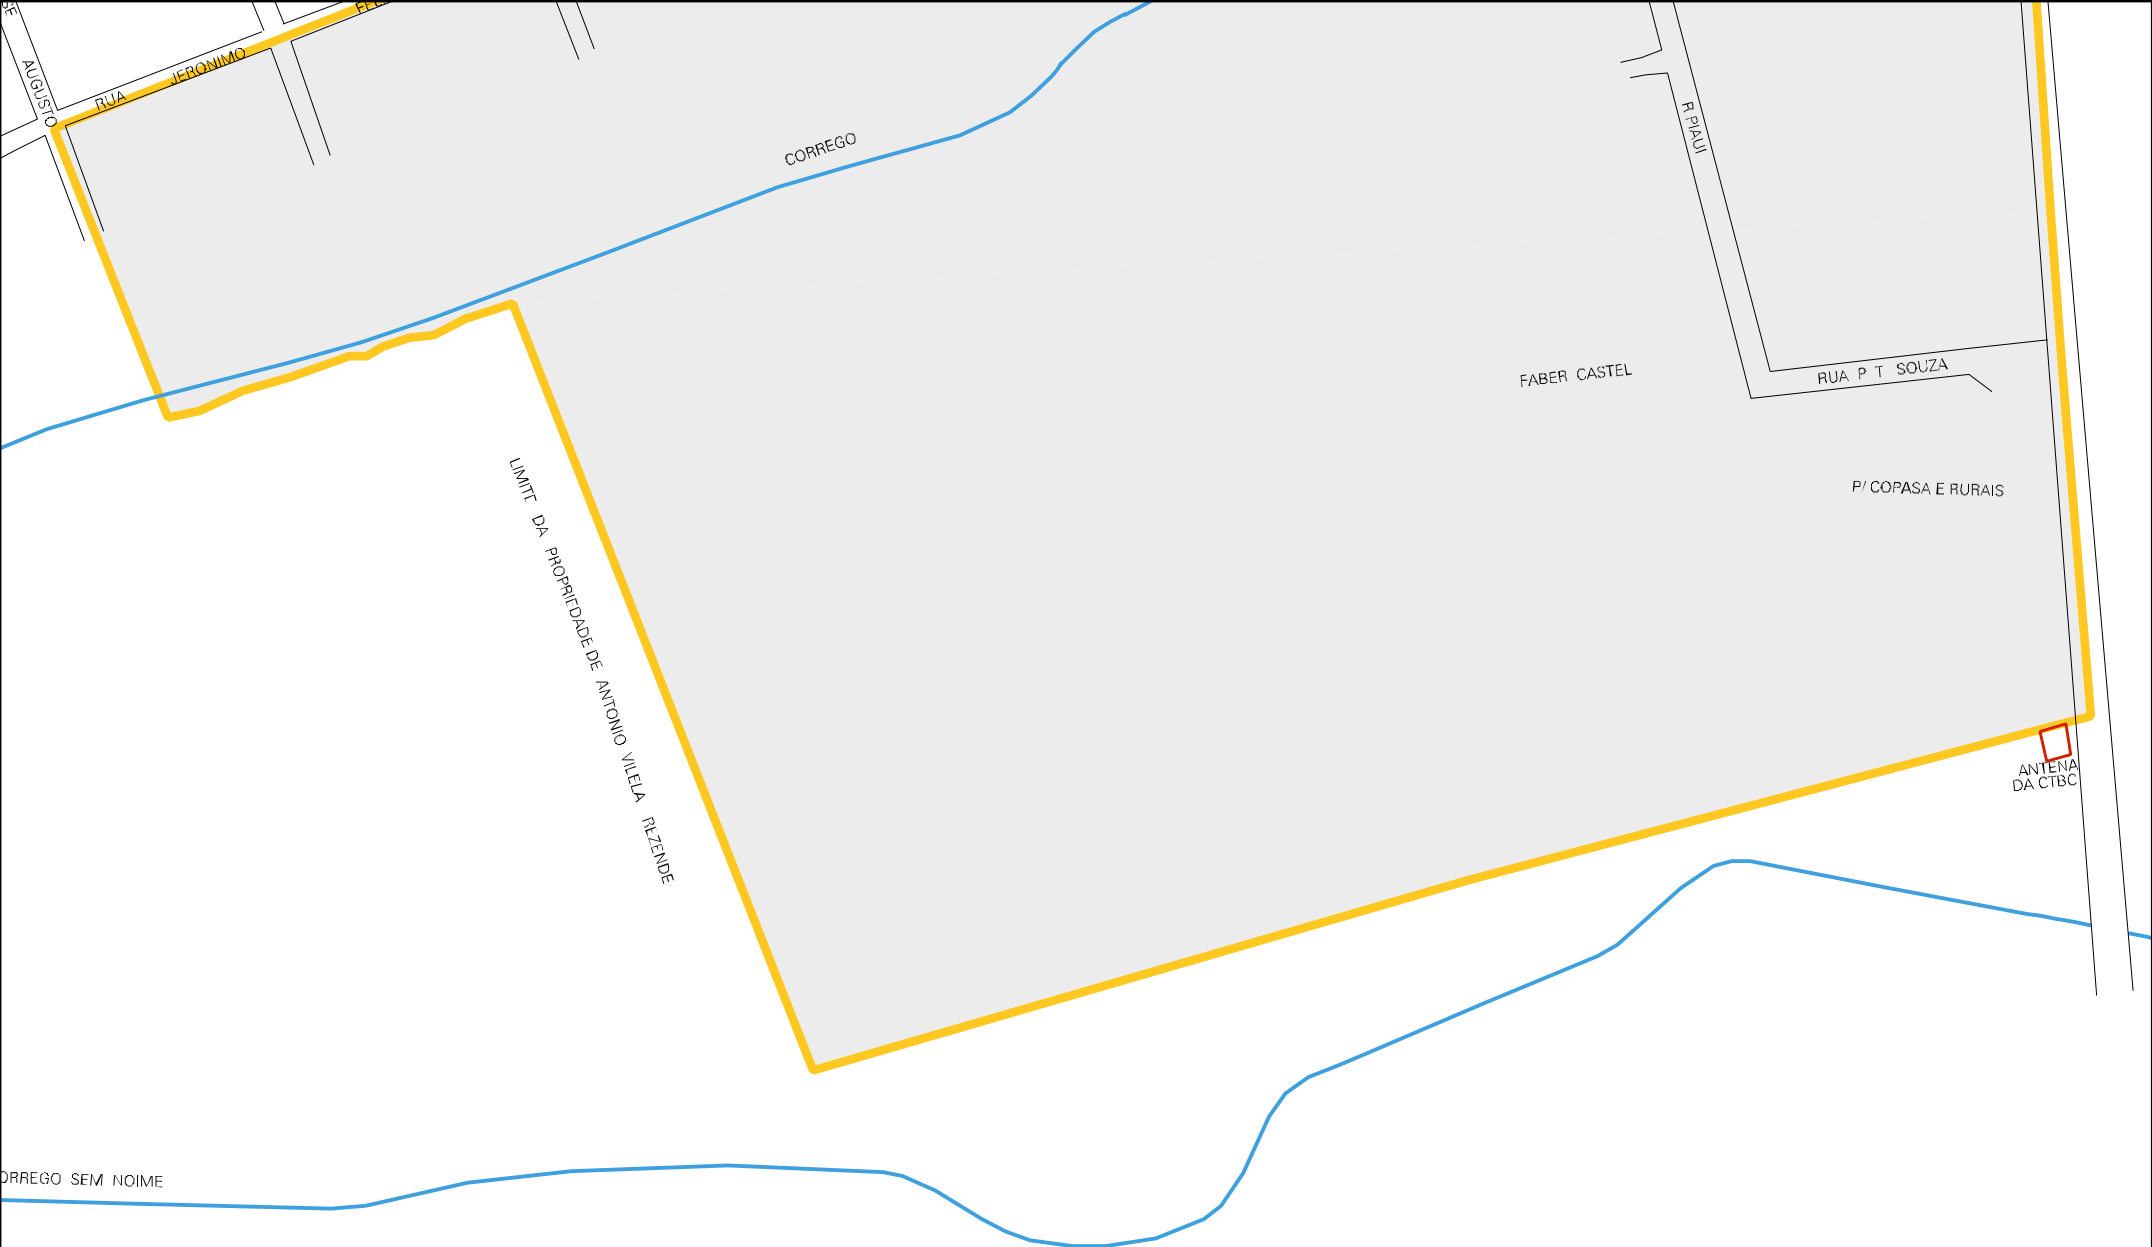 AUGUSTO
RUA JERONIMO
CORREGO
R PIAUI
FABER CASTEL
RUA P T SOUZA
P/ COPASA E RURAIS
LIMITE DA PROPRIEDADE DE ANTONIO VILELA REZENDE
ANTENA
DA CTBC
ORREGO SEM NOIME